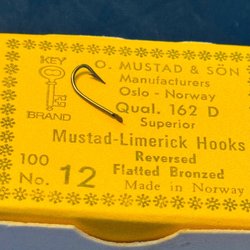 KEY
BRAND
O. MUSTAD & SÖN
Manufacturers
Oslo - Norway
Qual. 162 D
Superior
Mustad-Limerick Hooks
Reversed
Flatted Bronzed
100
No. 12
Made in Norway